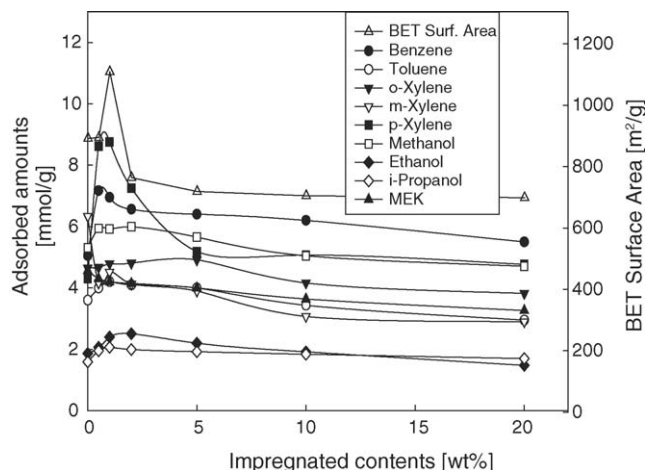 12
10
8
6
4
2
0
Adsorbed amounts
[mmol/g]
BET Surf. Area
Benzene
Toluene
o-Xylene
m-Xylene
p-Xylene
Methanol
Ethanol
i-Propanol
MEK
1200
1000
800
600
400
200
0
BET Surface Area [m²/g]
0 5 10 15 20
Impregnated contents [wt%]